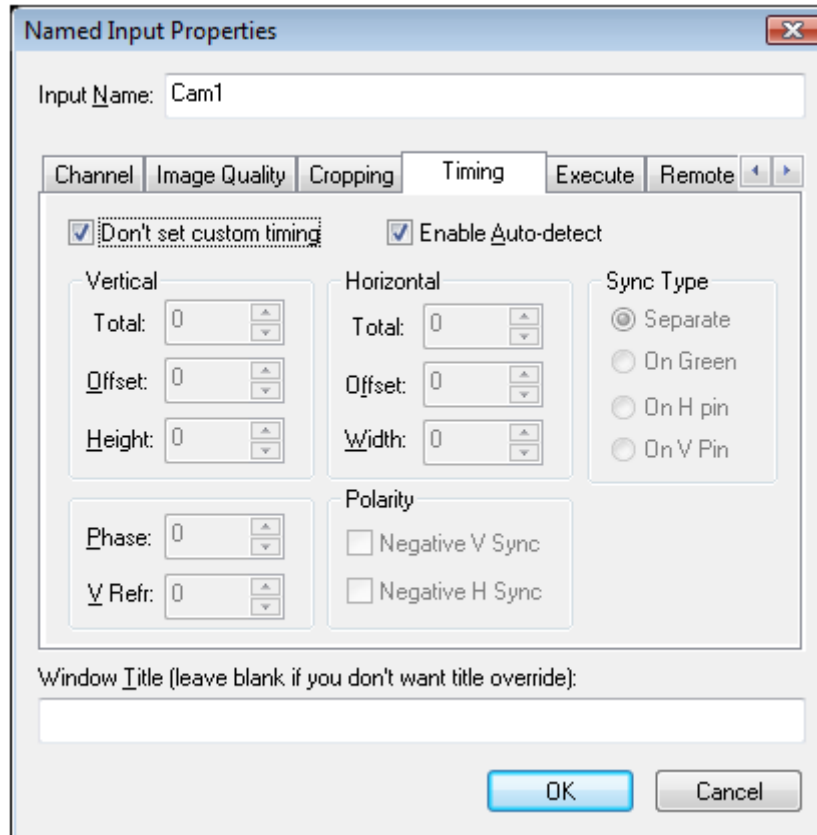 Named Input Properties
Input Name: Cam1
Channel Image Quality Cropping Timing Execute Remote
Don't set custom timing Enable Auto-detect
Vertical
Total: 0
Offset: 0
Height: 0
Horizontal
Total: 0
Offset: 0
Width: 0
Sync Type
Separate
On Green
On H pin
On V Pin
Phase: 0
V Refr: 0
Polarity
Negative V Sync
Negative H Sync
Window Title (leave blank if you don't want title override):
OK Cancel